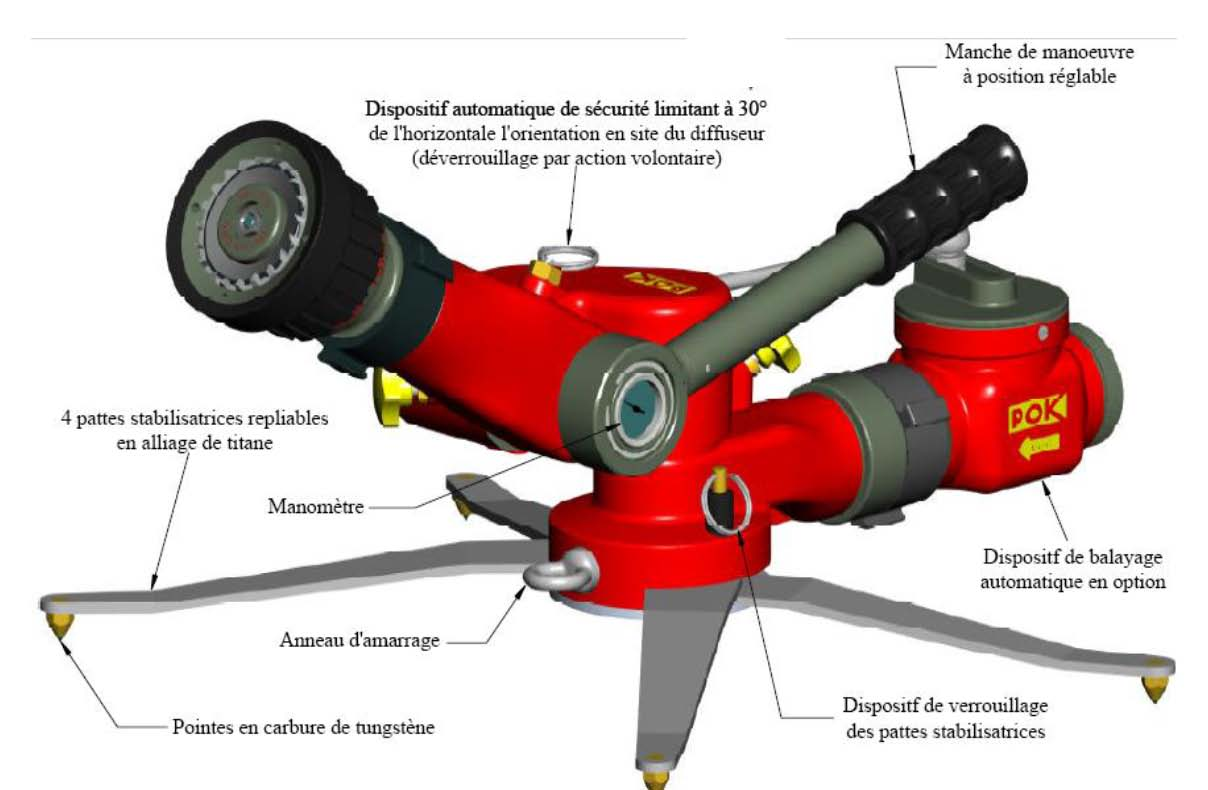 Manche de manoeuvre
à position réglable
Dispositif automatique de sécurité limitant à 30°
de l'horizontale l'orientation en site du diffuseur
(déverrouillage par action volontaire)
4 pattes stabilisatrices repliables
en alliage de titane
POK
Manomètre
Dispositf de balayage
automatique en option
Anneau d'amarrage
Pointes en carbure de tungstène
Dispositf de verrouillage
des pattes stabilisatrices